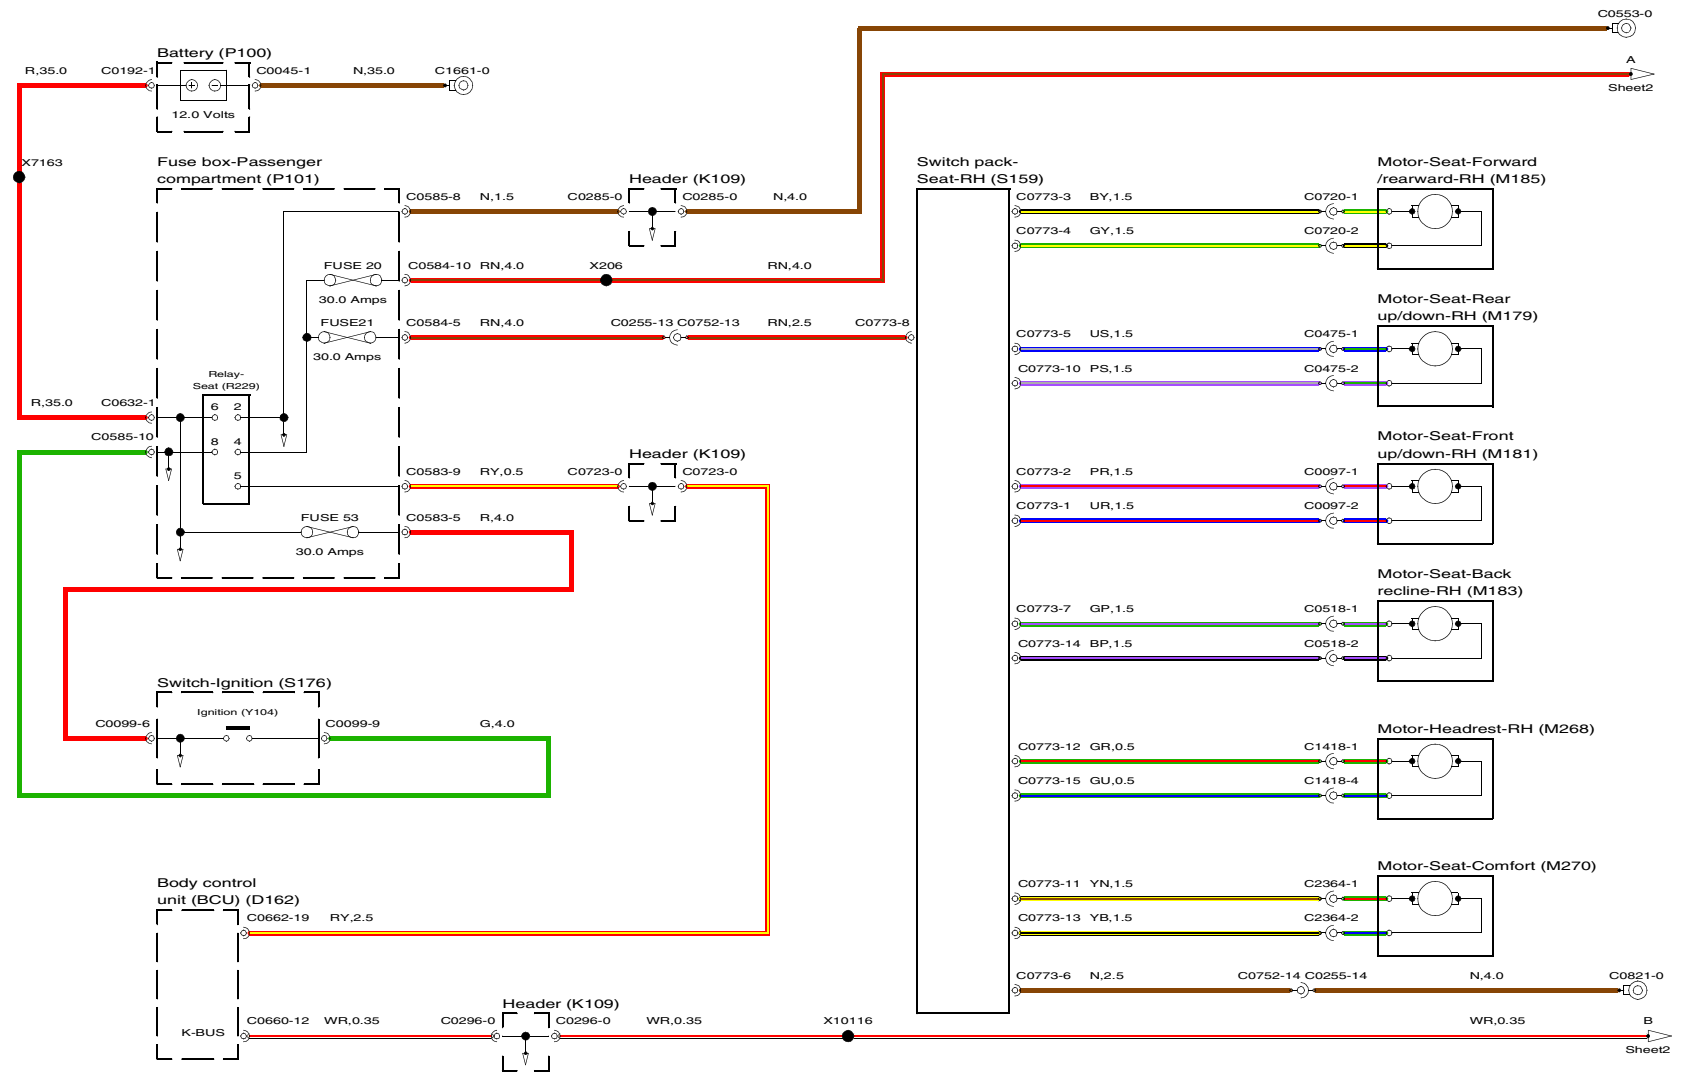 C0553-0
A
Sheet2
Battery (P100)
R,35.0 C0192-1 C0045-1 N,35.0 C1661-0
12.0 Volts
X7163
Fuse box-Passenger
compartment (P101)
Header (K109)
Switch pack-
Seat-RH (S159)
Motor-Seat-Forward
/rearward-RH (M185)
C0585-8 N,1.5 C0285-0 C0285-0 N,4.0
C0773-3 BY,1.5 C0720-1
C0773-4 GY,1.5 C0720-2
FUSE 20 C0584-10 RN,4.0 X206 RN,4.0
30.0 Amps
Motor-Seat-Rear
up/down-RH (M179)
FUSE21 C0584-5 RN,4.0 C0255-13 C0752-13 RN,2.5 C0773-8
30.0 Amps
C0773-5 US,1.5 C0475-1
C0773-10 PS,1.5 C0475-2
Relay-
Seat (R229)
R,35.0 C0632-1 6 2
C0585-10 8 4
5
Motor-Seat-Front
up/down-RH (M181)
Header (K109)
C0583-9 RY,0.5 C0723-0 C0723-0
C0773-2 PR,1.5 C0097-1
C0773-1 UR,1.5 C0097-2
FUSE 53 C0583-5 R,4.0
30.0 Amps
Motor-Seat-Back
recline-RH (M183)
C0773-7 GP,1.5 C0518-1
C0773-14 BP,1.5 C0518-2
Switch-Ignition (S176)
Ignition (Y104)
C0099-6 C0099-9 G,4.0
Motor-Headrest-RH (M268)
C0773-12 GR,0.5 C1418-1
C0773-15 GU,0.5 C1418-4
Motor-Seat-Comfort (M270)
C0773-11 YN,1.5 C2364-1
C0773-13 YB,1.5 C2364-2
Body control
unit (BCU) (D162)
C0662-19 RY,2.5
C0773-6 N,2.5 C0752-14 C0255-14 N,4.0 C0821-0
Header (K109)
K-BUS C0660-12 WR,0.35 C0296-0 C0296-0 WR,0.35 X10116 WR,0.35 B
Sheet2